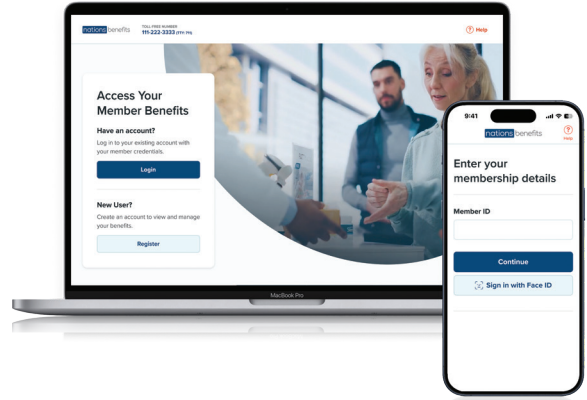 nations benefits
TOLL-FREE NUMBER
111-222-3333 (TTY: 711)
Help
Access Your
Member Benefits
Have an account?
Log in to your existing account with
your member credentials.
Login
New User?
Create an account to view and manage
your benefits.
Register
MacBook Pro
9:41
nations benefits
Help
Enter your
membership details
Member ID
Continue
Sign in with Face ID